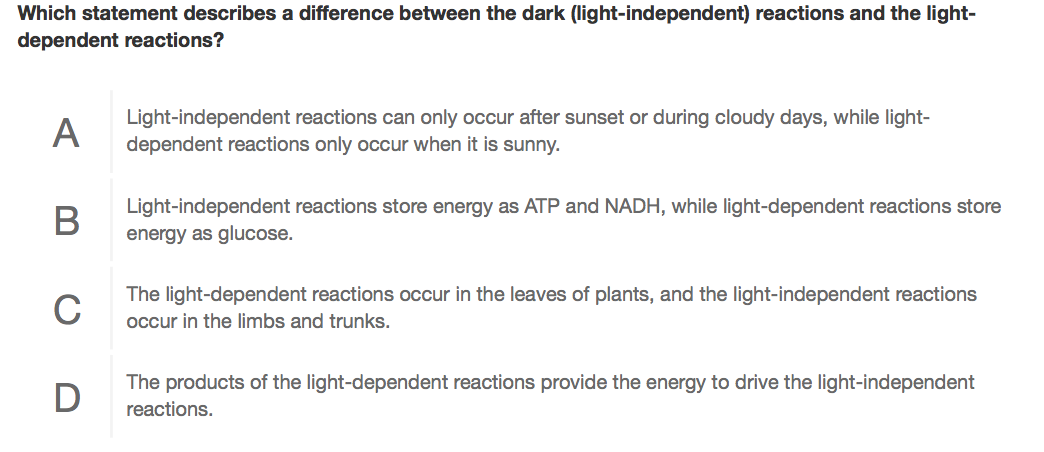 Which statement describes a difference between the dark (light-independent) reactions and the light-
dependent reactions?
A
Light-independent reactions can only occur after sunset or during cloudy days, while light-
dependent reactions only occur when it is sunny.
B
Light-independent reactions store energy as ATP and NADH, while light-dependent reactions store
energy as glucose.
C
The light-dependent reactions occur in the leaves of plants, and the light-independent reactions
occur in the limbs and trunks.
D
The products of the light-dependent reactions provide the energy to drive the light-independent
reactions.